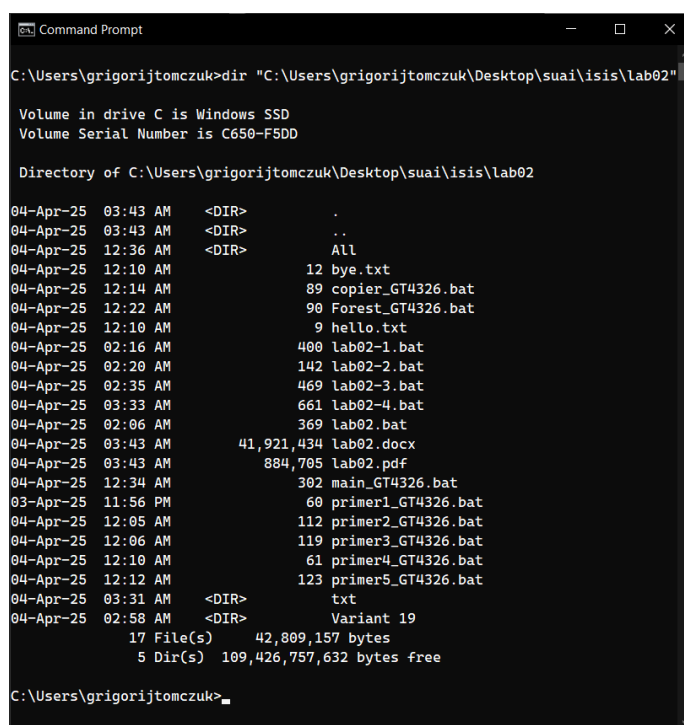 Command Prompt
C:\Users\grigorijtomczuk>dir "C:\Users\grigorijtomczuk\Desktop\suai\isis\lab02"
Volume in drive C is Windows SSD
Volume Serial Number is C650-F5DD
Directory of C:\Users\grigorijtomczuk\Desktop\suai\isis\lab02
04-Apr-25  03:43 AM    <DIR>          .
04-Apr-25  03:43 AM    <DIR>          ..
04-Apr-25  12:36 AM    <DIR>          All
04-Apr-25  12:10 AM                12 bye.txt
04-Apr-25  12:14 AM                89 copier_GT4326.bat
04-Apr-25  12:22 AM                90 Forest_GT4326.bat
04-Apr-25  12:10 AM                 9 hello.txt
04-Apr-25  02:16 AM               400 lab02-1.bat
04-Apr-25  02:20 AM               142 lab02-2.bat
04-Apr-25  02:35 AM               469 lab02-3.bat
04-Apr-25  03:33 AM               661 lab02-4.bat
04-Apr-25  02:06 AM               369 lab02.bat
04-Apr-25  03:43 AM        41,921,434 lab02.docx
04-Apr-25  03:43 AM           884,705 lab02.pdf
04-Apr-25  12:34 AM               302 main_GT4326.bat
03-Apr-25  11:56 PM                60 primer1_GT4326.bat
04-Apr-25  12:05 AM               112 primer2_GT4326.bat
04-Apr-25  12:06 AM               119 primer3_GT4326.bat
04-Apr-25  12:10 AM                61 primer4_GT4326.bat
04-Apr-25  12:12 AM               123 primer5_GT4326.bat
04-Apr-25  03:31 AM    <DIR>          txt
04-Apr-25  02:58 AM    <DIR>          Variant 19
17 File(s)     42,809,157 bytes
5 Dir(s)  109,426,757,632 bytes free
C:\Users\grigorijtomczuk>